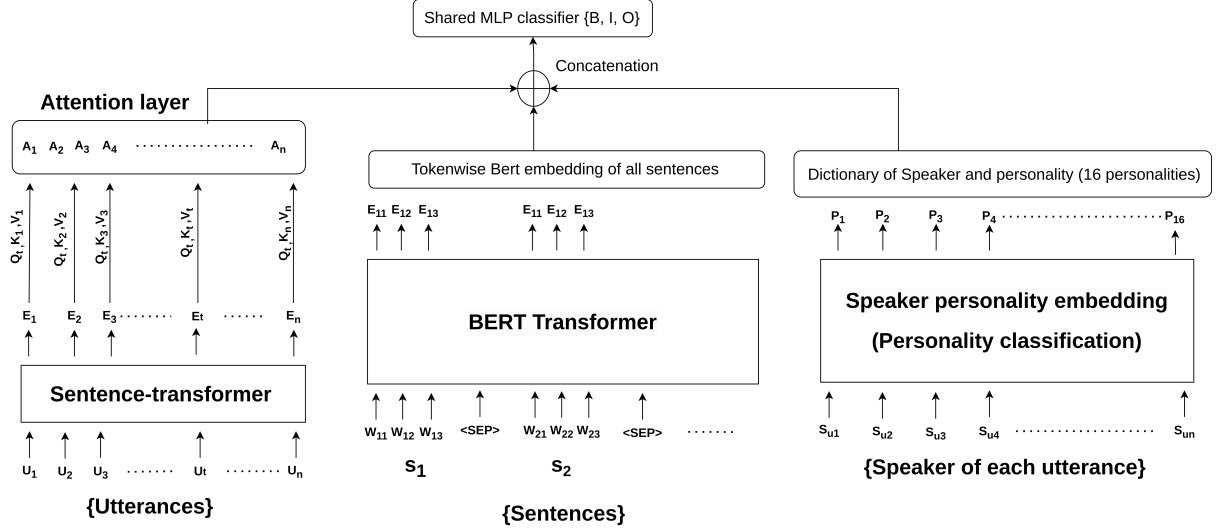 Shared MLP classifier {B, I, O}
Concatenation
Attention layer
A1 A2 A3 A4 .................. An
Qt,K1,V1 Qt,K2,V2 Qt,K3,V3 Qt,Kt,Vt Qt,Kn,Vn
E1 E2 E3 ........ Et ...... En
Sentence-transformer
U1 U2 U3 ....... Ut ........ Un
{Utterances}
Tokenwise Bert embedding of all sentences
E11 E12 E13 E11 E12 E13
BERT Transformer
W11 W12 W13 <SEP> W21 W22 W23 <SEP> .......
S1 S2
{Sentences}
Dictionary of Speaker and personality (16 personalities)
P1 P2 P3 P4 ........................ P16
Speaker personality embedding
(Personality classification)
Su1 Su2 Su3 Su4 ..................... Sun
{Speaker of each utterance}